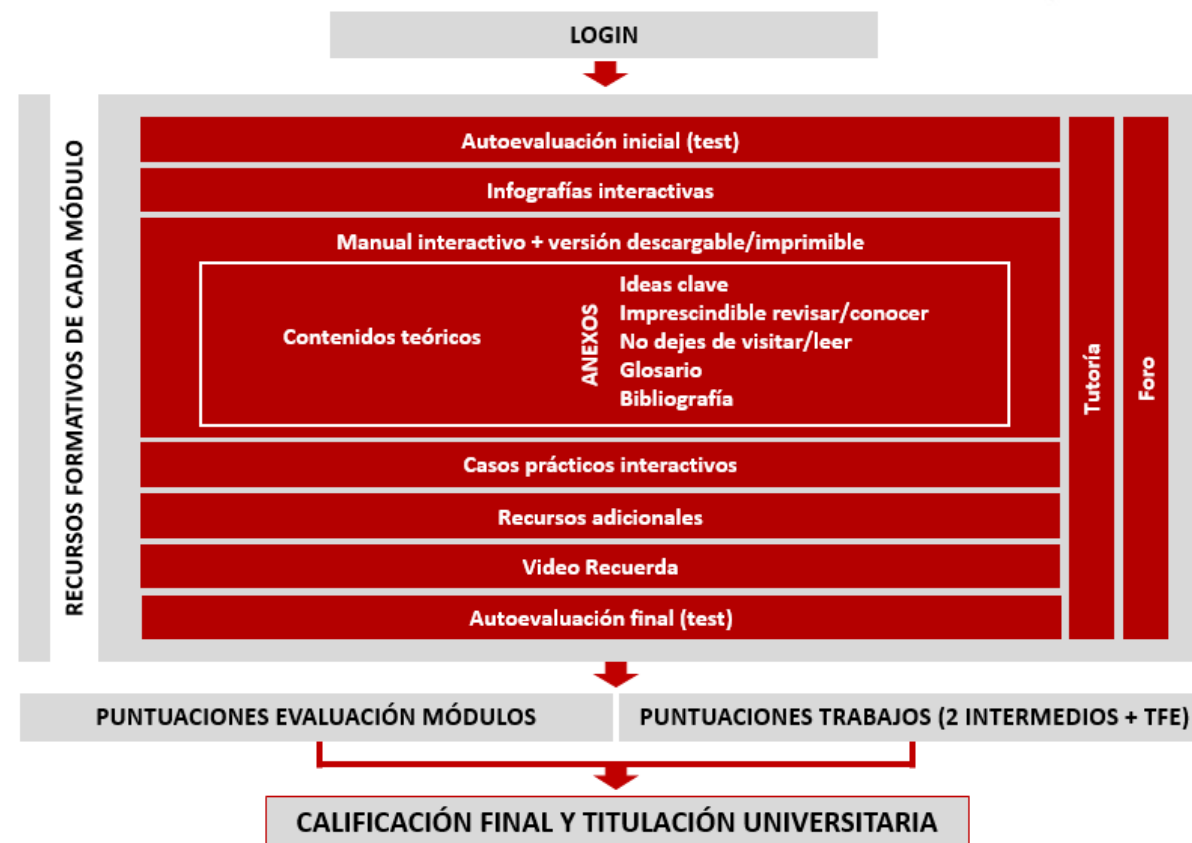 LOGIN
RECURSOS FORMATIVOS DE CADA MÓDULO
Autoevaluación inicial (test)
Infografías interactivas
Manual interactivo + versión descargable/imprimible
Contenidos teóricos
ANEXOS
Ideas clave
Imprescindible revisar/conocer
No dejes de visitar/leer
Glosario
Bibliografía
Casos prácticos interactivos
Recursos adicionales
Video Recuerda
Autoevaluación final (test)
Tutoría
Foro
PUNTUACIONES EVALUACIÓN MÓDULOS
PUNTUACIONES TRABAJOS (2 INTERMEDIOS + TFE)
CALIFICACIÓN FINAL Y TITULACIÓN UNIVERSITARIA